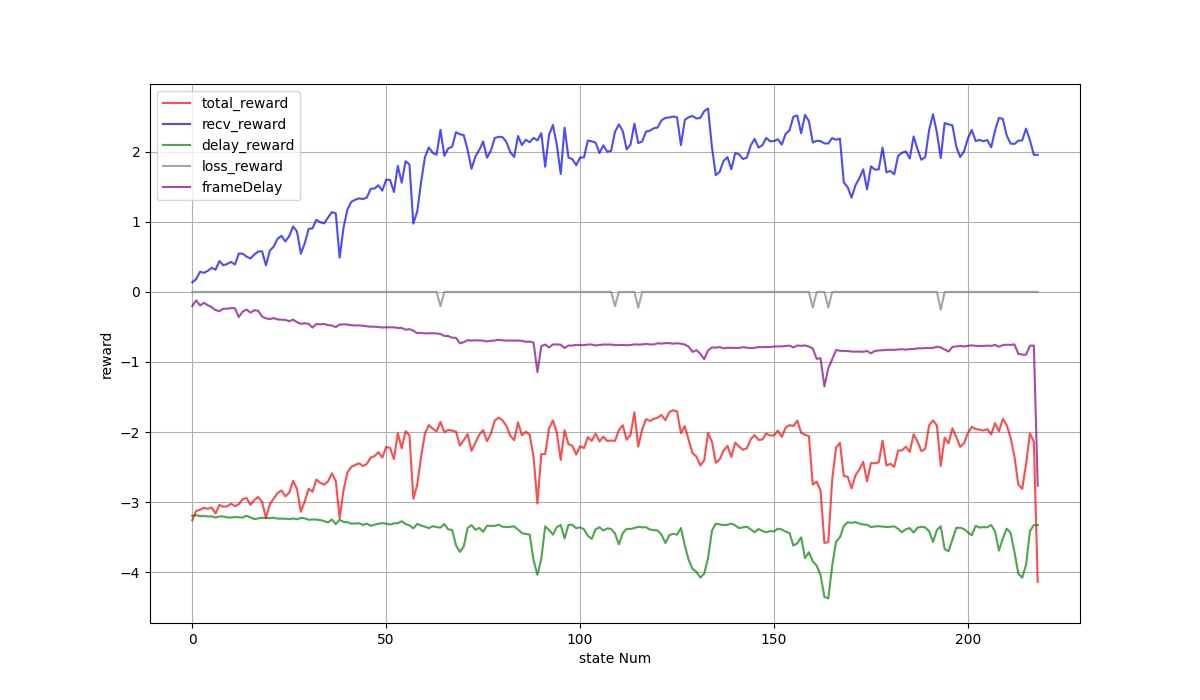 total_reward
recv_reward
delay_reward
loss_reward
frameDelay
2
1
0
−1
−2
−3
−4
reward
0 50 100 150 200
state Num